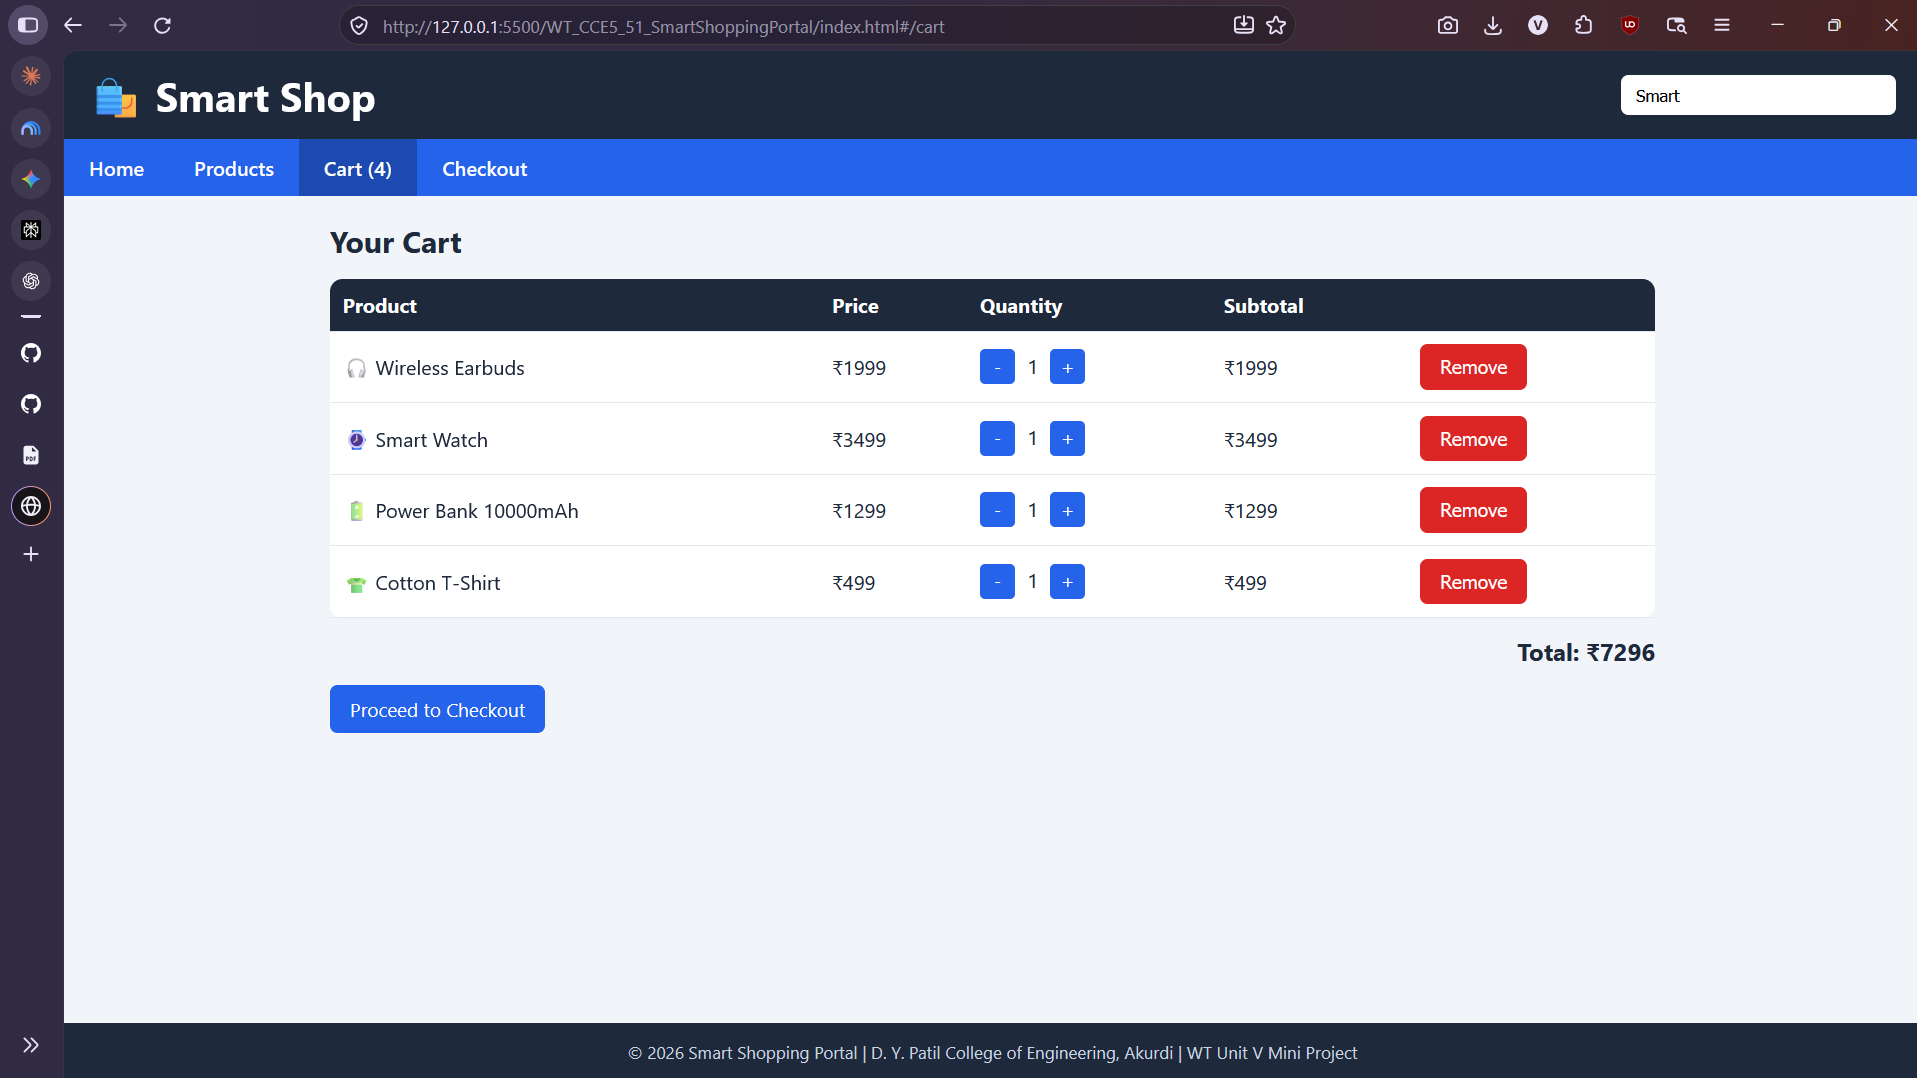 http://127.0.0.1:5500/WT_CCE5_51_SmartShoppingPortal/index.html#/cart
V
Smart Shop
Smart
Home Products Cart (4) Checkout
Your Cart
Product Price Quantity Subtotal
Wireless Earbuds ₹1999 - 1 + ₹1999 Remove
Smart Watch ₹3499 - 1 + ₹3499 Remove
Power Bank 10000mAh ₹1299 - 1 + ₹1299 Remove
Cotton T-Shirt ₹499 - 1 + ₹499 Remove
Total: ₹7296
Proceed to Checkout
PDF
© 2026 Smart Shopping Portal | D. Y. Patil College of Engineering, Akurdi | WT Unit V Mini Project